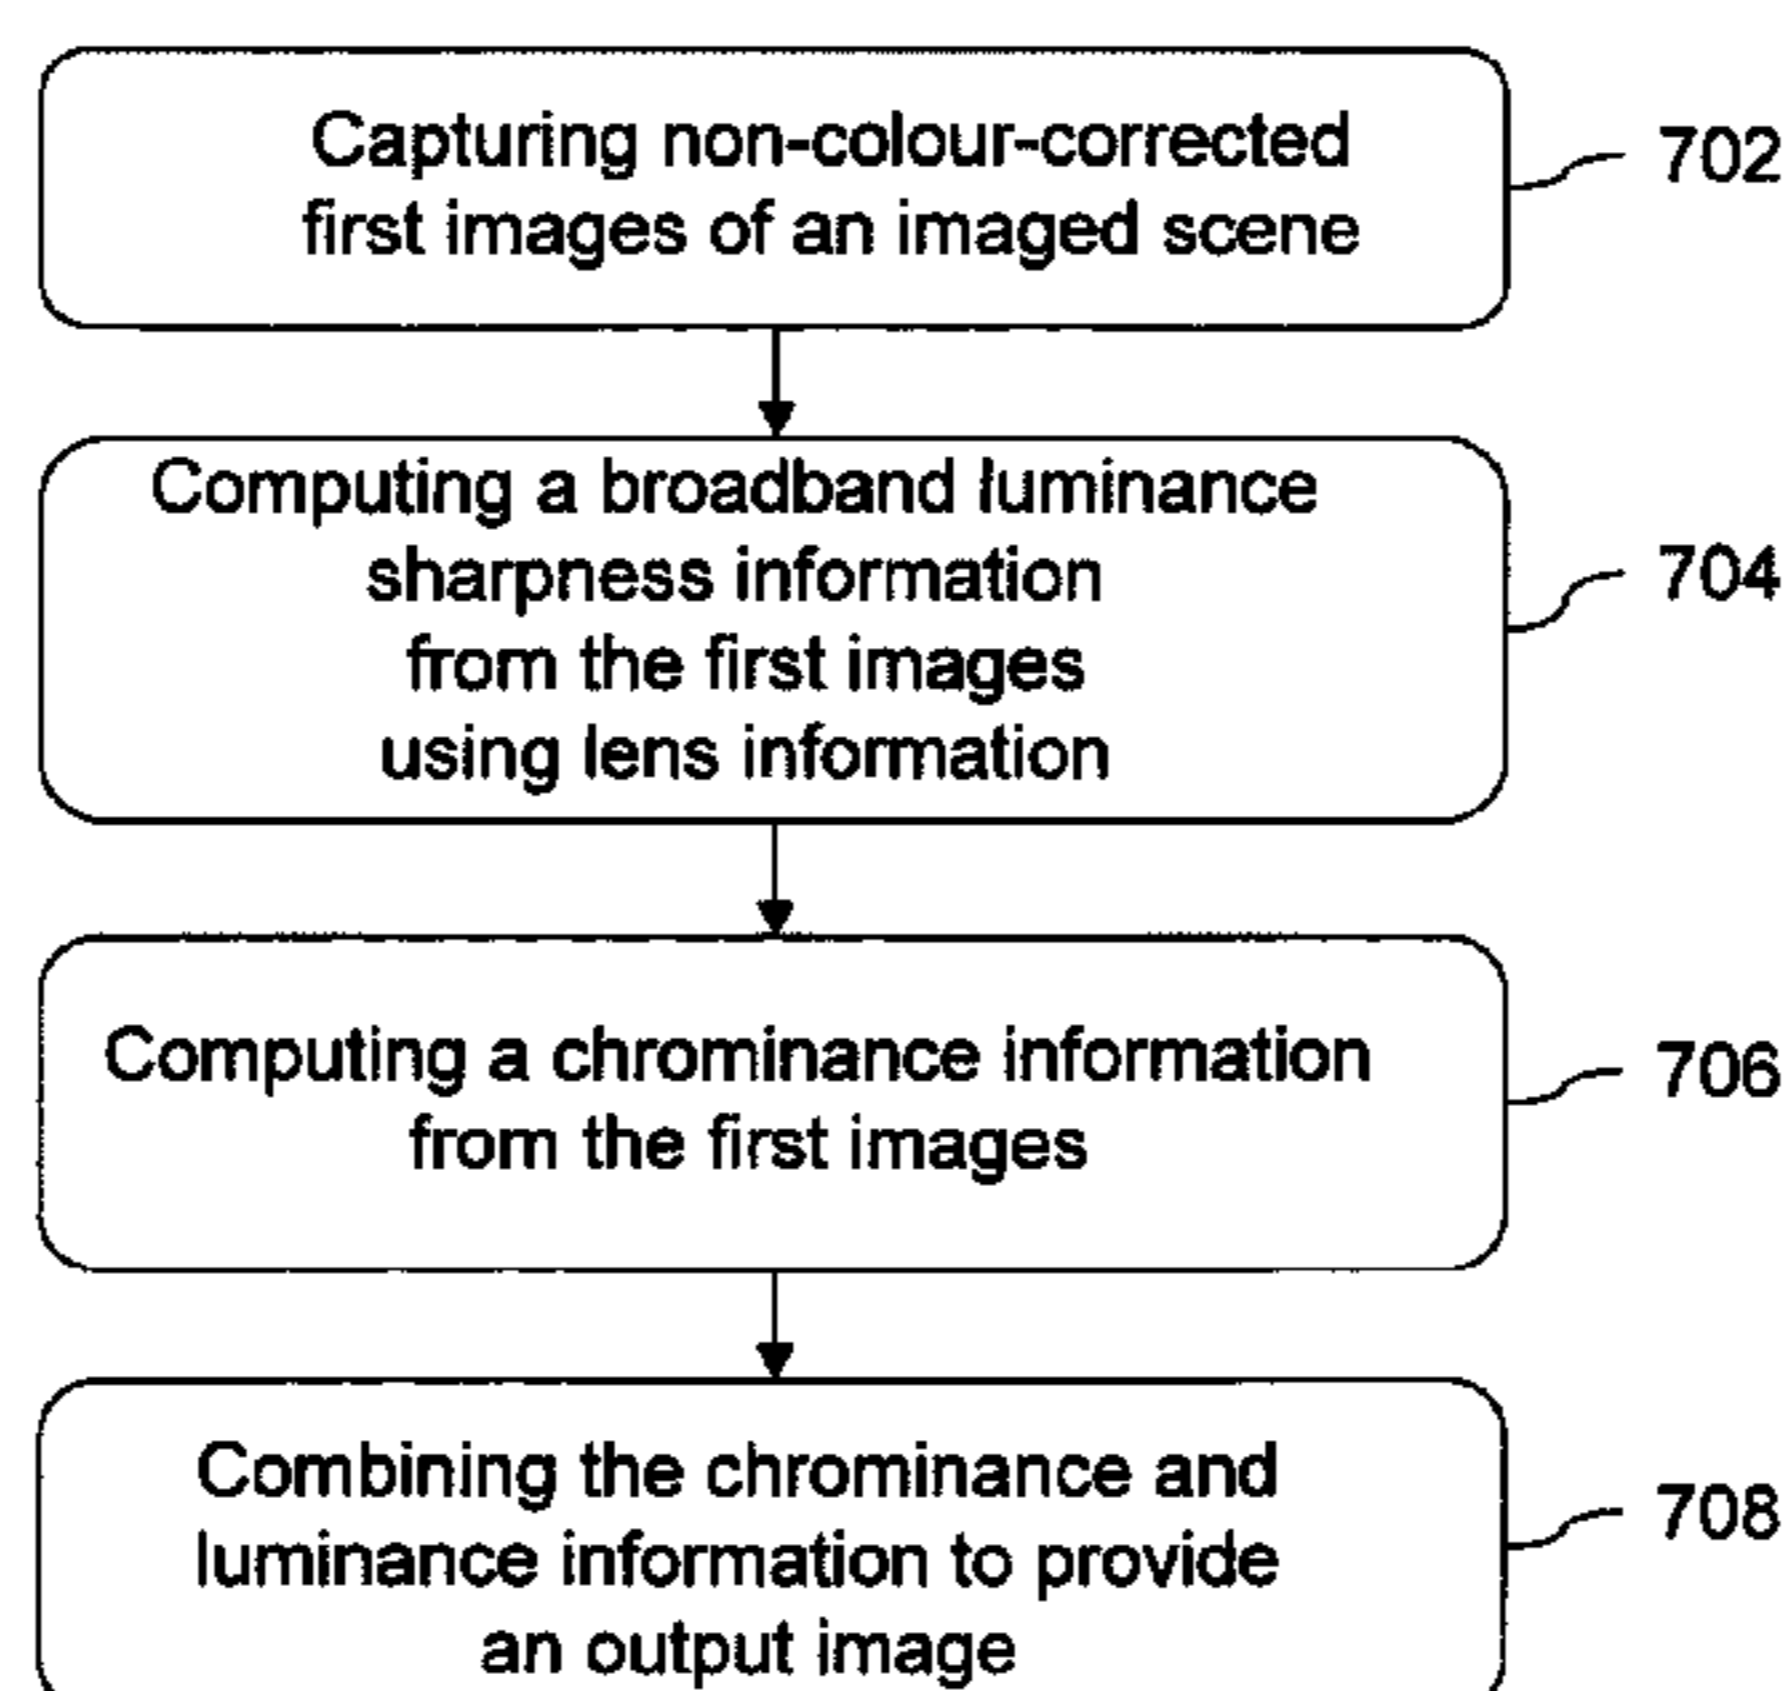 Capturing non-colour-corrected
first images of an imaged scene
702
Computing a broadband luminance
sharpness information
from the first images
using lens information
704
Computing a chrominance information
from the first images
706
Combining the chrominance and
luminance information to provide
an output image
708